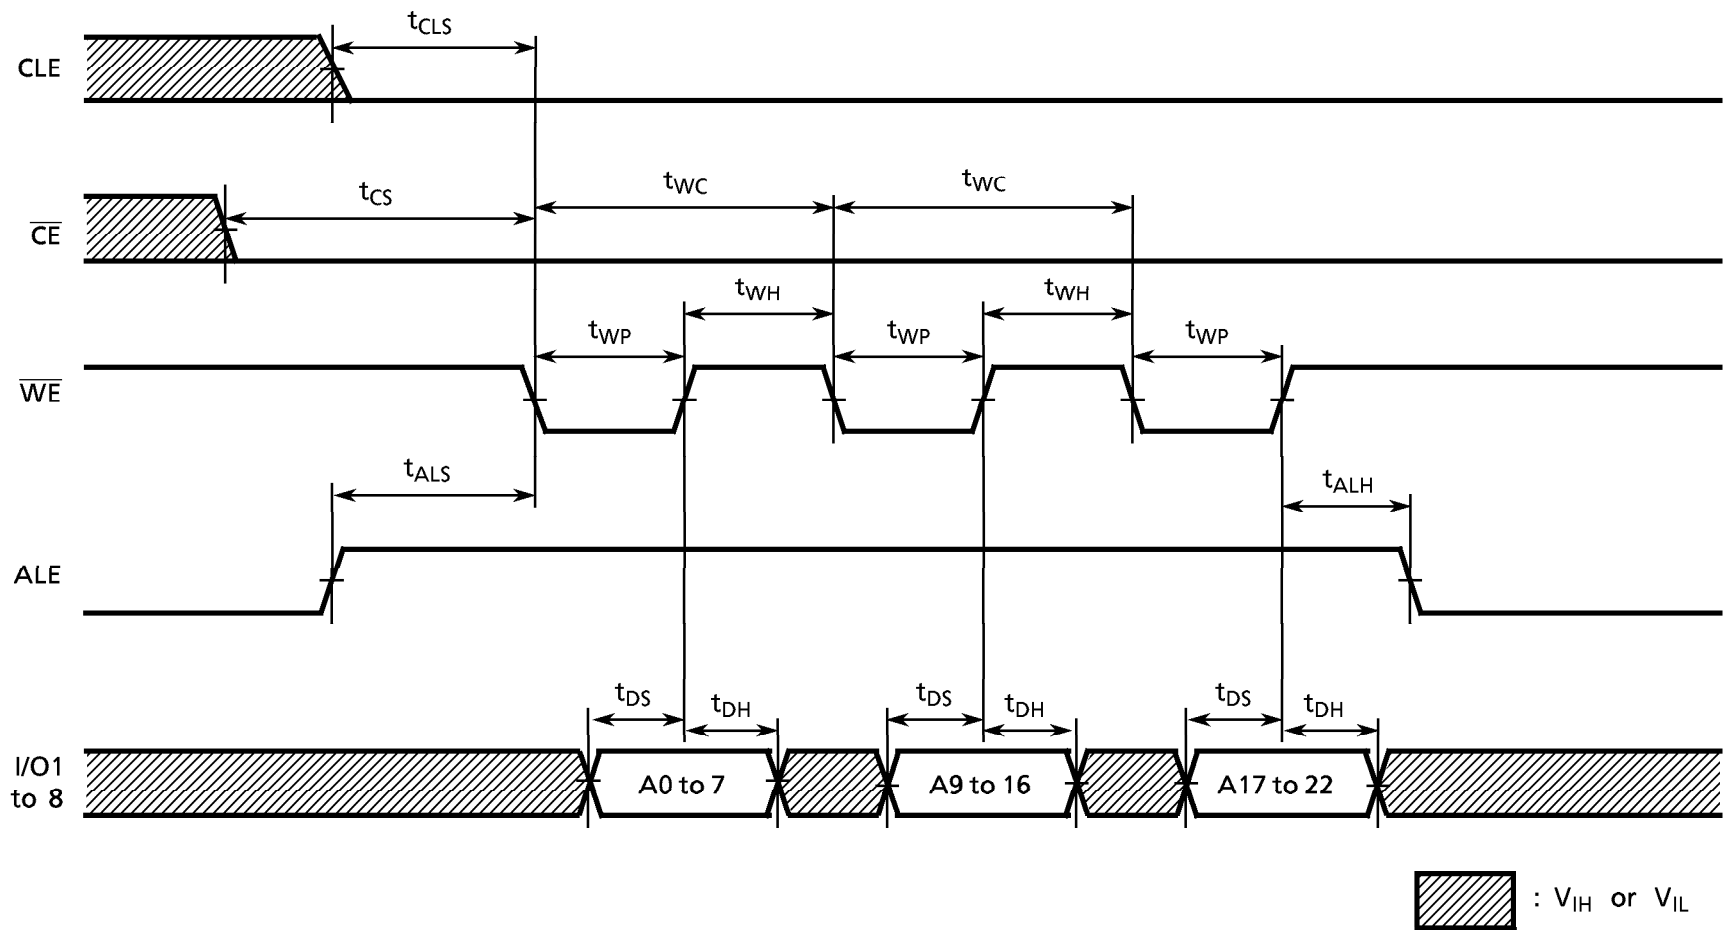 tCLS
CLE
tCS
tWC
tWC
CE
tWH
tWH
tWP
tWP
tWP
WE
tALS
tALH
ALE
tDS
tDH
tDS
tDH
tDS
tDH
I/O1
to 8
A0 to 7
A9 to 16
A17 to 22
: VIH or VIL